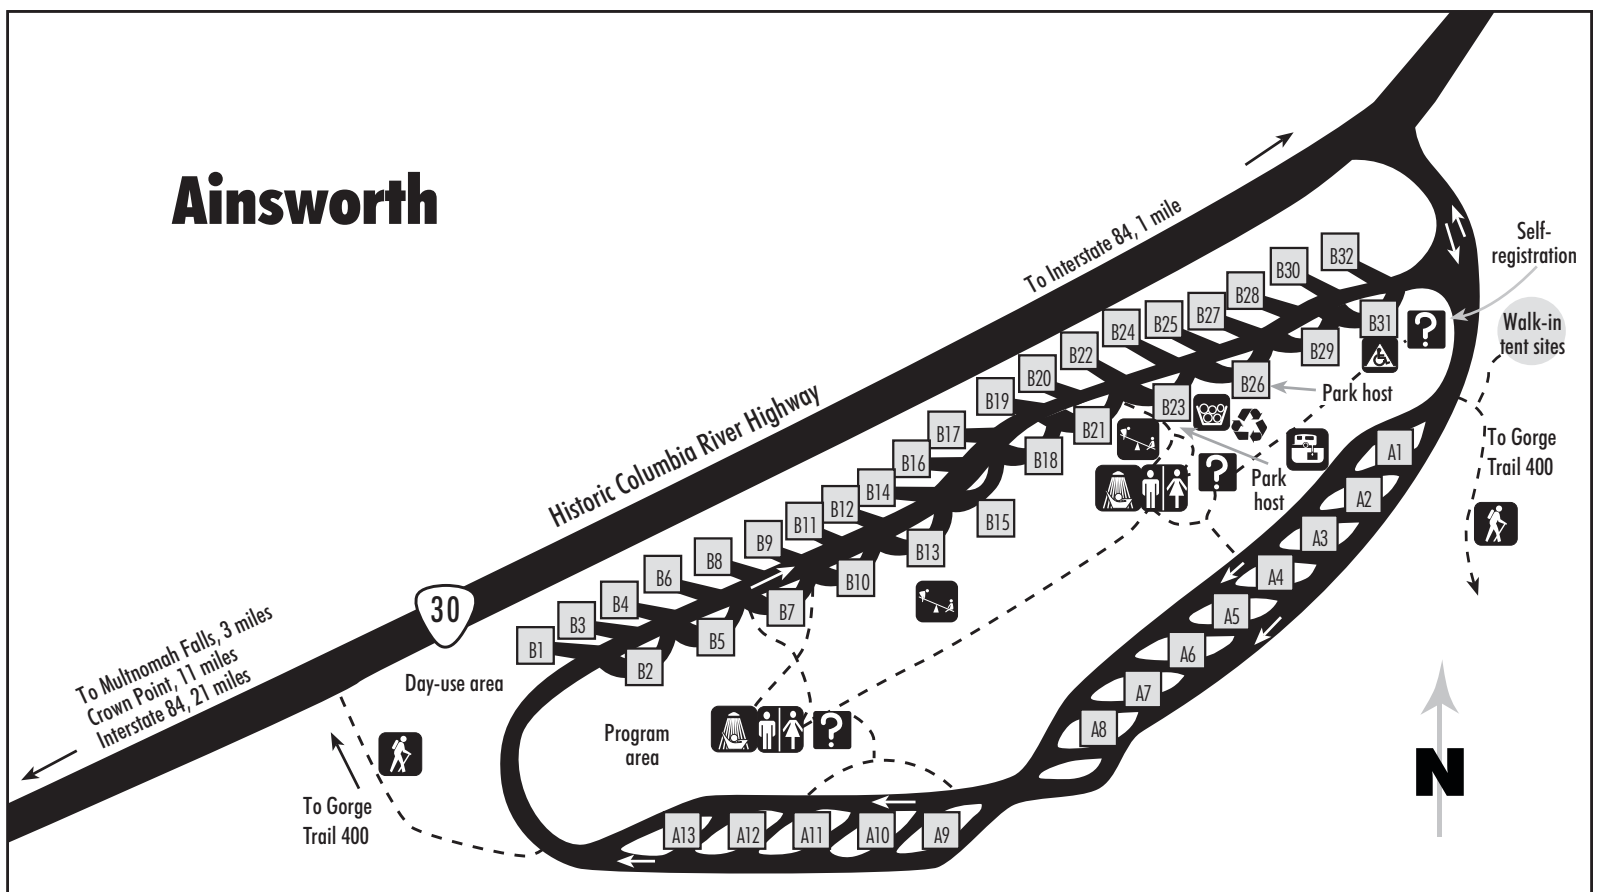 Ainsworth
To Interstate 84, 1 mile
Historic Columbia River Highway
30
To Multnomah Falls, 3 miles
Crown Point, 11 miles
Interstate 84, 21 miles
Self-
registration
Walk-in
tent sites
Park host
Park
host
To Gorge
Trail 400
Day-use area
Program
area
To Gorge
Trail 400
N
B32
B30
B28
B27
B25
B24
B22
B20
B19
B17
B16
B14
B12
B11
B9
B8
B6
B4
B3
B1
B31
?
B29
B26
B23
B21
B18
B15
B13
B10
B7
B5
B2
?
?
A1
A2
A3
A4
A5
A6
A7
A8
A13
A12
A11
A10
A9